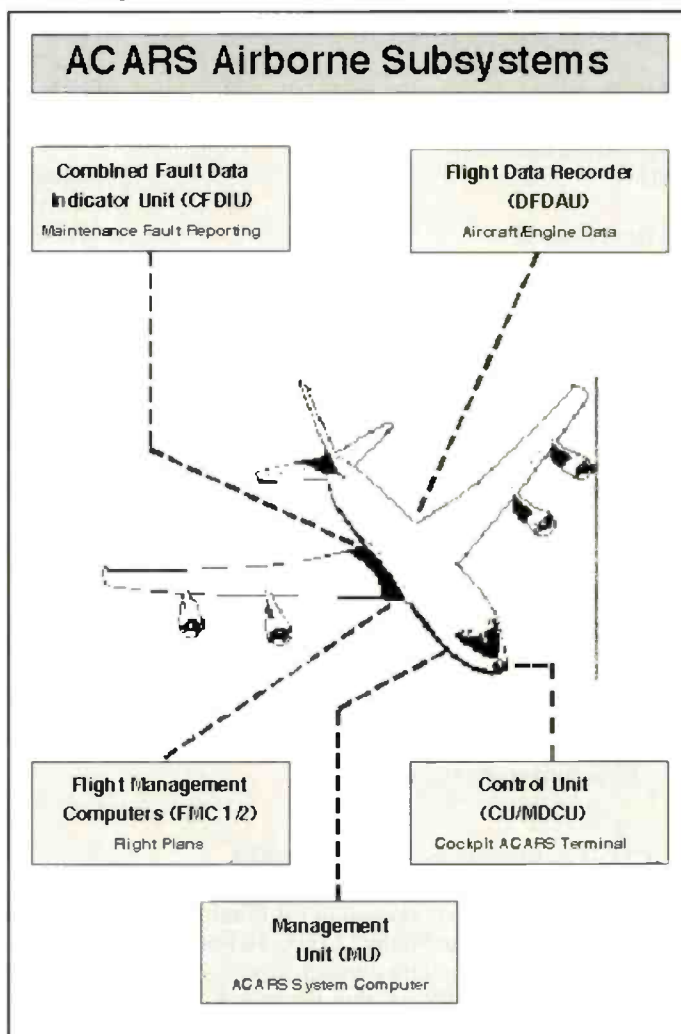 ACARS Airborne Subsystems
Combined Fault Data
Indicator Unit (CFDIU)
Maintenance Fault Reporting
Flight Data Recorder
(DFDAU)
Aircraft/Engine Data
Flight Management
Computers (FMC 1/2)
Flight Plans
Control Unit
(CU/MDCU)
Cockpit ACARS Terminal
Management
Unit (MU)
ACARS System Computer